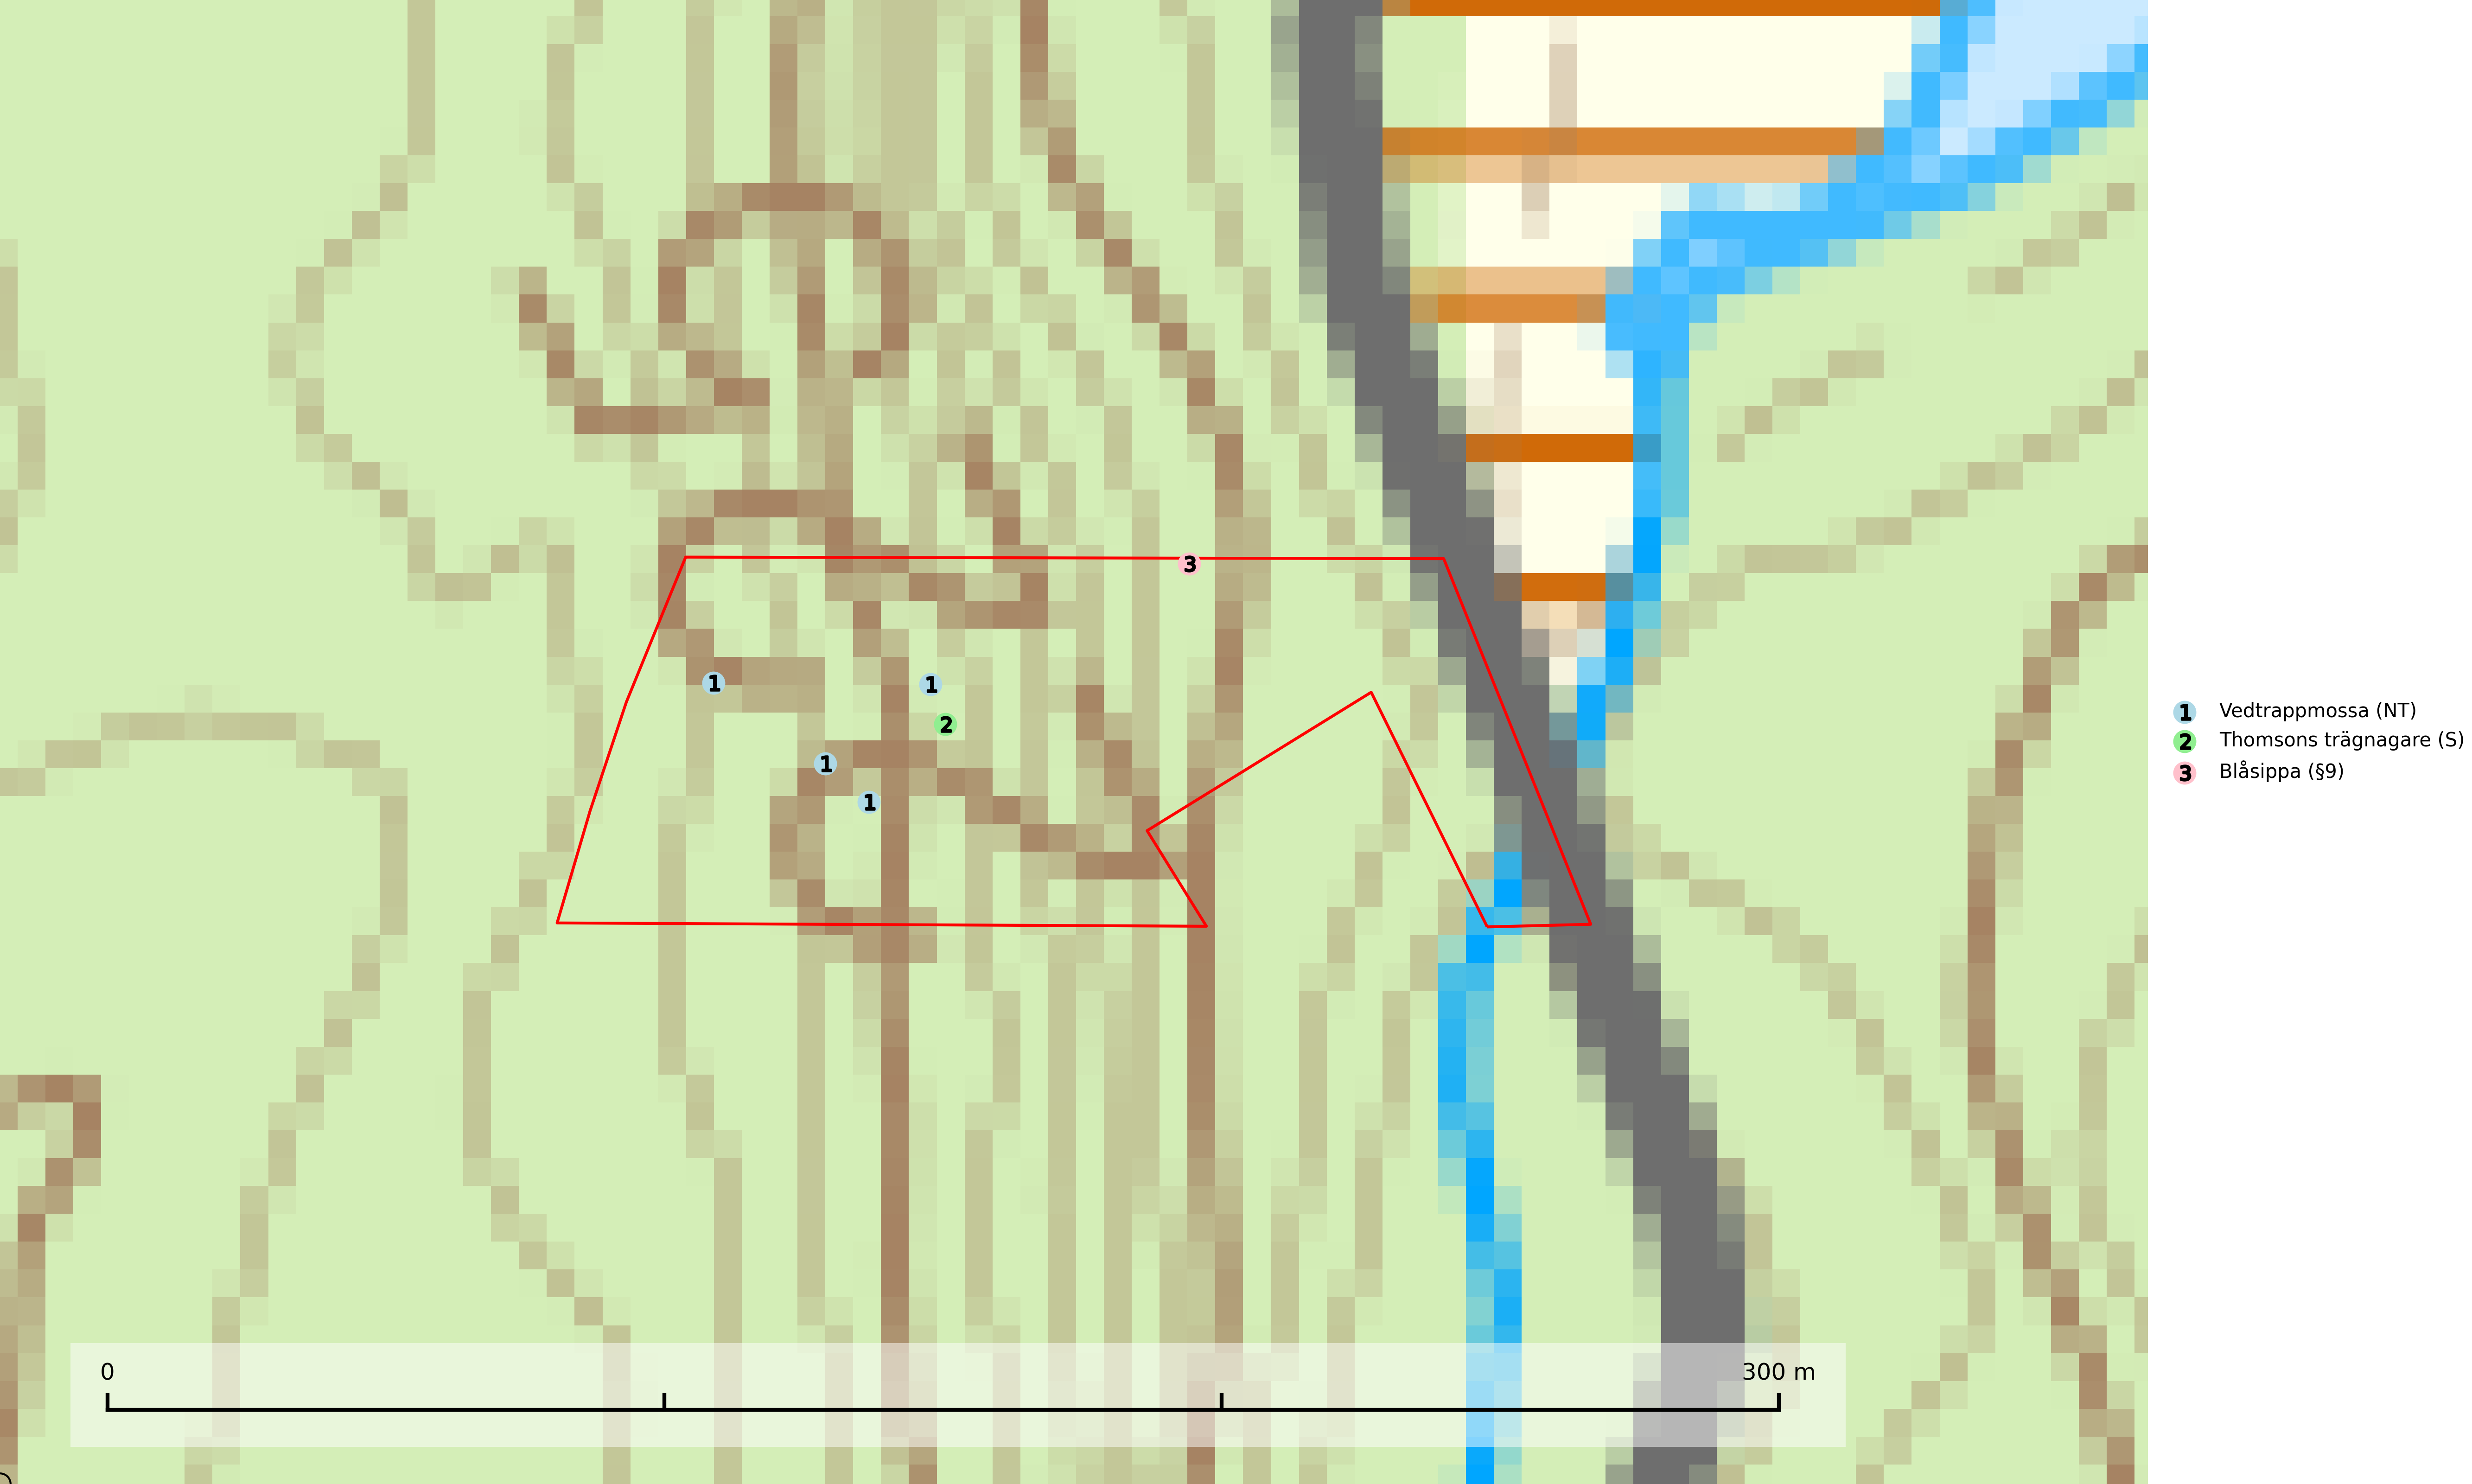 3
1
1
2
1
1
1 Vedtrappmossa (NT)
2 Thomsons trägnagare (S)
3 Blåsippa (§9)
0 300 m